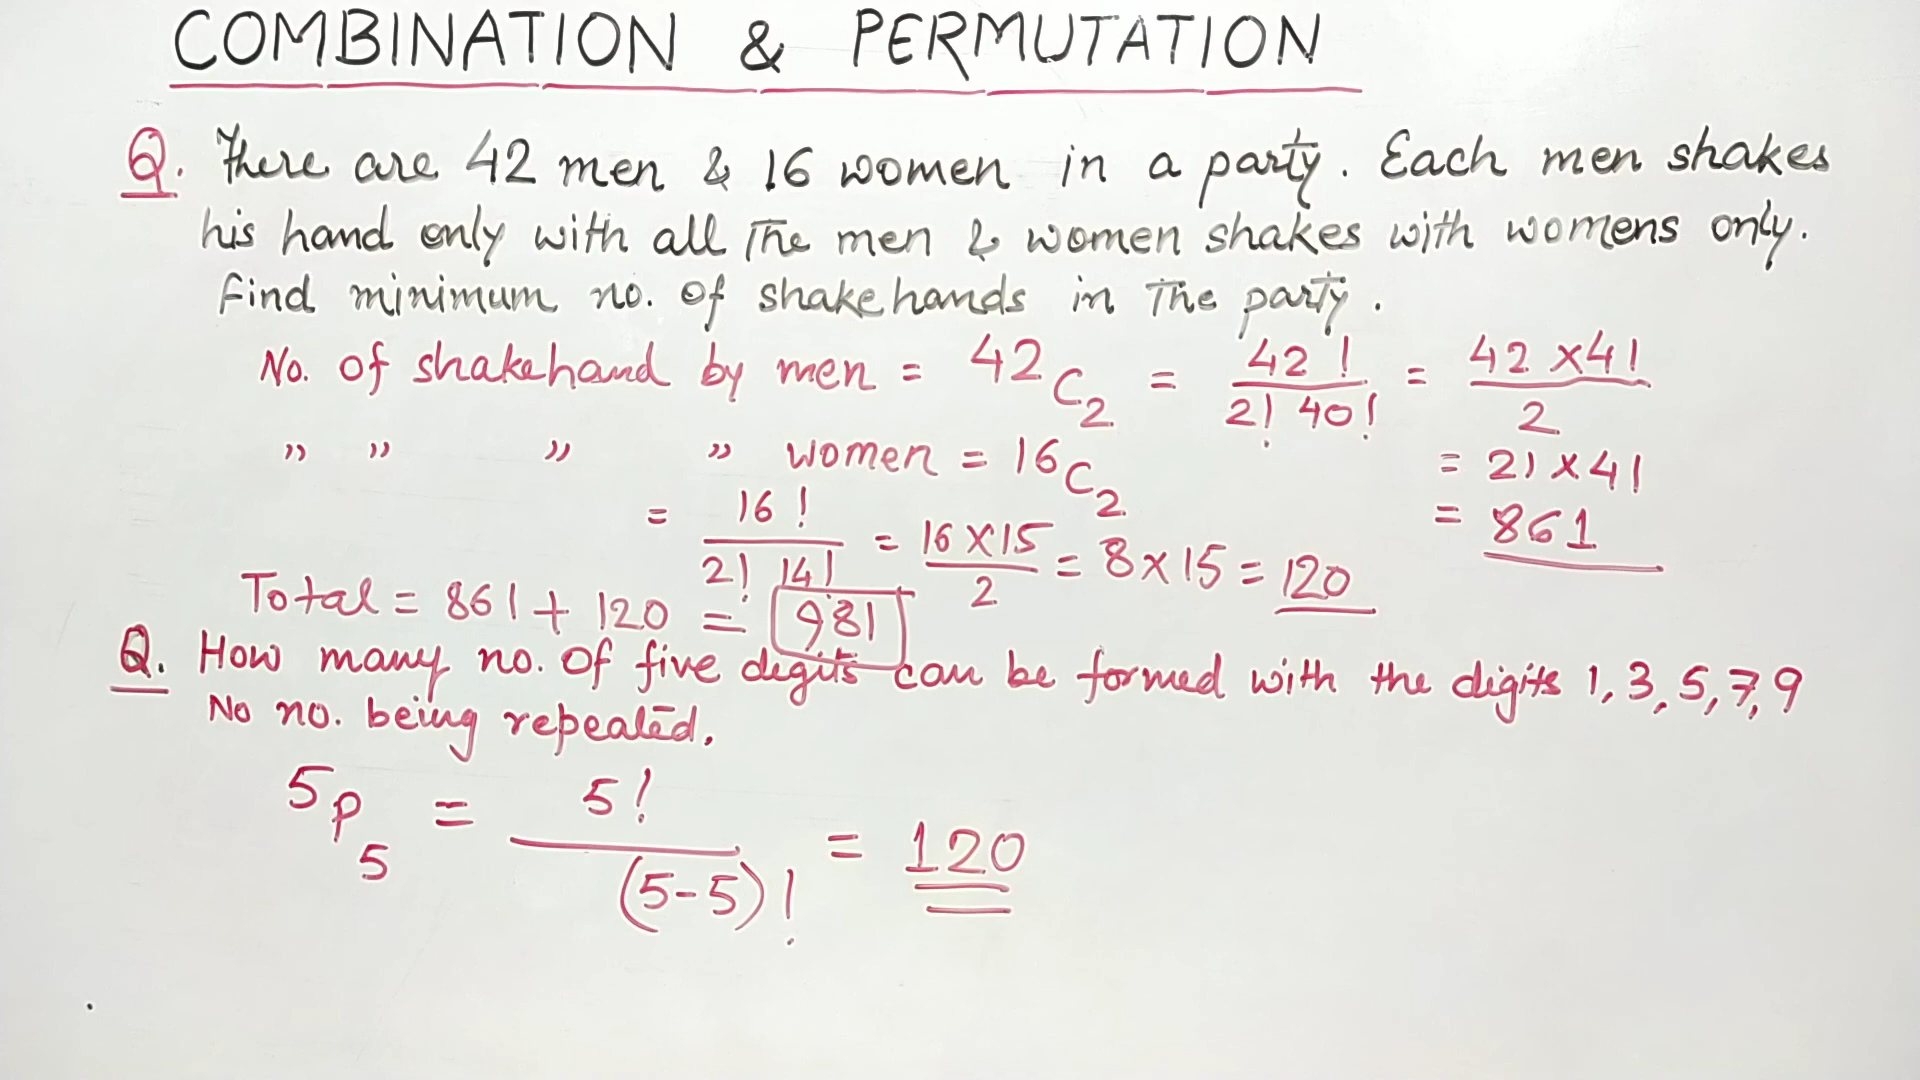 COMBINATION & PERMUTATION
Q. There are 42 men & 16 women in a party. Each men shakes
his hand only with all the men & women shakes with womens only.
Find minimum no. of shakehands in the party.
No. of shakehand by men = 42C2 = 42! / 2! 40! = 42 x 41 / 2
= 21 x 41
= 861
" " " " women = 16C2
= 16! / 2! 14! = 16 X 15 / 2 = 8 x 15 = 120
Total = 861 + 120 = 981
Q. How many no. of five digits can be formed with the digits 1, 3, 5, 7, 9
No no. being repeated.
5P5 = 5! / (5-5)! = 120